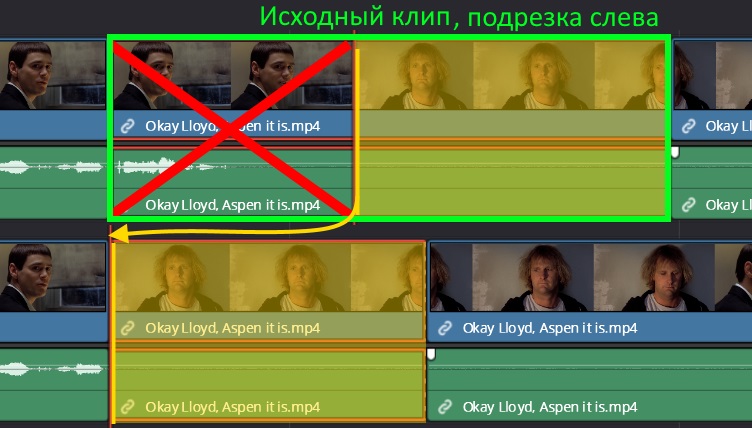 Исходный клип, подрезка слева
Okay Lloyd, Aspen it is.mp4
Okay Ll
Okay Lloyd, Aspen it is.mp4
Okay Ll
Okay Lloyd, Aspen it is.mp4
Okay Lloyd, Aspen it is.mp4
Okay Lloyd, Aspen it is.mp4
Okay Lloyd, Aspen it is.mp4